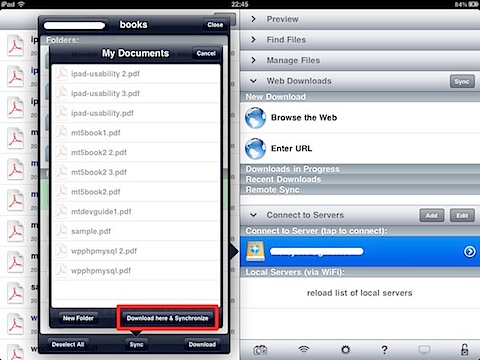 iPad
22:45
84%
books
Close
Folders:
My Documents
Cancel
ipad-usability 2.pdf
ipad-usability 3.pdf
ipad-usability.pdf
mt5book1.pdf
mt5book2 2.pdf
mt5book2 3.pdf
mt5book2.pdf
mtdevguide1.pdf
sample.pdf
wpphpmysql 2.pdf
wpphpmysql.pdf
New Folder
Download here & Synchronize
Deselect All
Sync
Download
Preview
Find Files
Manage Files
Web Downloads
Sync
New Download
Browse the Web
Enter URL
Downloads in Progress
Recent Downloads
Remote Sync
Connect to Servers
Add
Edit
Connect to Server (tap to connect):
Local Servers (via WiFi):
reload list of local servers